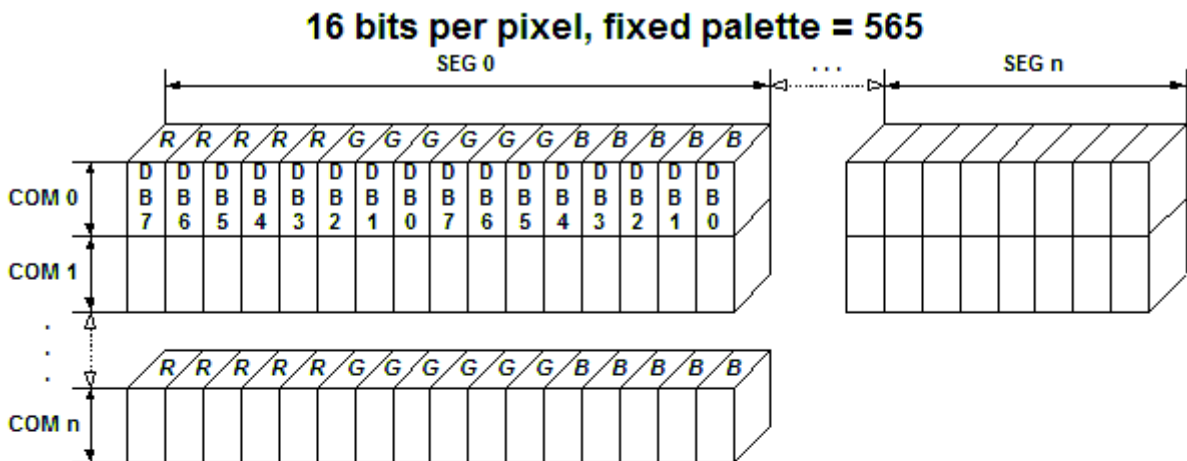 16 bits per pixel, fixed palette = 565
SEG 0 . . . SEG n
R R R R R G G G G G G B B B B B
COM 0
D D D D D D D D D D D D D D D D
B B B B B B B B B B B B B B B B
7 6 5 4 3 2 1 0 7 6 5 4 3 2 1 0
COM 1
.
.
.
R R R R R G G G G G G B B B B B
COM n